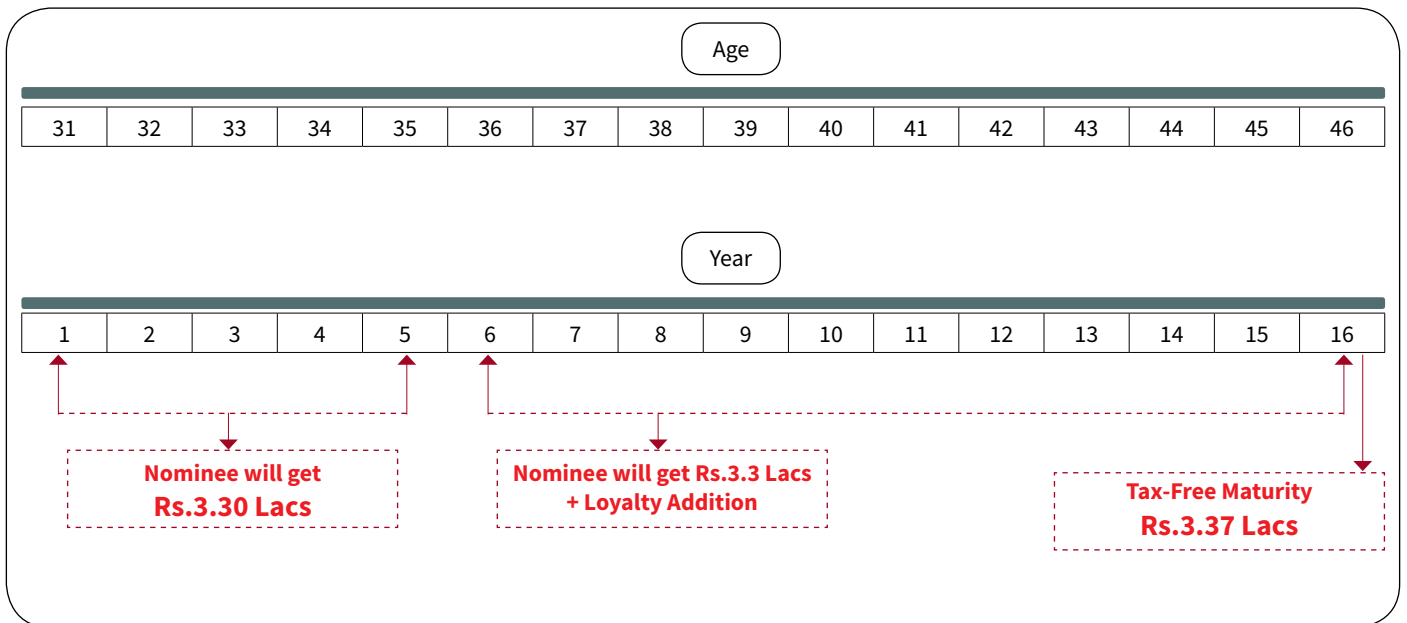 Age
31 32 33 34 35 36 37 38 39 40 41 42 43 44 45 46
Year
1 2 3 4 5 6 7 8 9 10 11 12 13 14 15 16
Nominee will get
Rs.3.30 Lacs
Nominee will get Rs.3.3 Lacs
+ Loyalty Addition
Tax-Free Maturity
Rs.3.37 Lacs